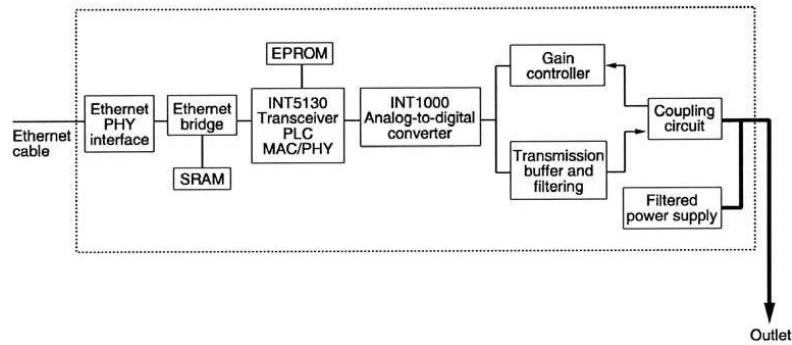 Ethernet
cable
Ethernet
PHY
interface
Ethernet
bridge
SRAM
EPROM
INT5130
Transceiver
PLC
MAC/PHY
INT1000
Analog-to-digital
converter
Gain
controller
Transmission
buffer and
filtering
Coupling
circuit
Filtered
power supply
Outlet